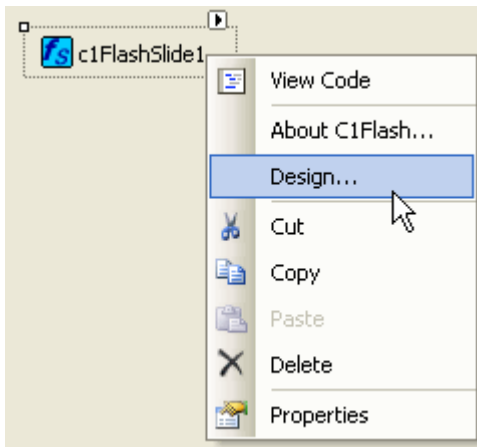 c1FlashSlide1
View Code
About C1Flash...
Design...
Cut
Copy
Paste
Delete
Properties